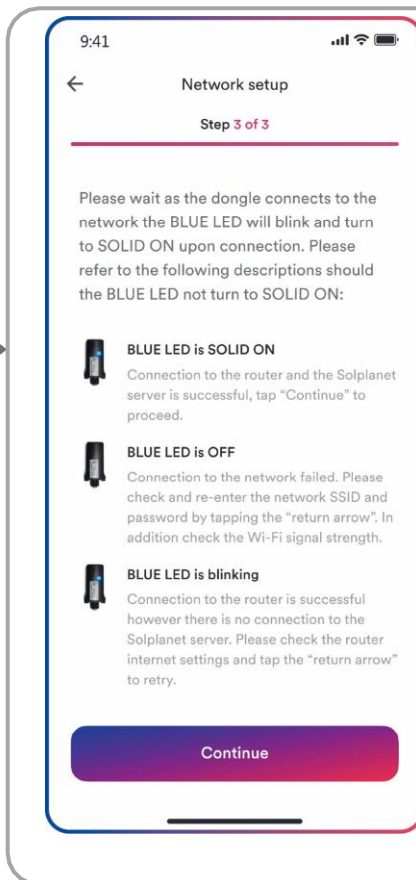 9:41
Network setup
Step 3 of 3
Please wait as the dongle connects to the
network the BLUE LED will blink and turn
to SOLID ON upon connection. Please
refer to the following descriptions should
the BLUE LED not turn to SOLID ON:
BLUE LED is SOLID ON
Connection to the router and the Solplanet
server is successful, tap “Continue” to
proceed.
BLUE LED is OFF
Connection to the network failed. Please
check and re-enter the network SSID and
password by tapping the “return arrow”. In
addition check the Wi-Fi signal strength.
BLUE LED is blinking
Connection to the router is successful
however there is no connection to the
Solplanet server. Please check the router
internet settings and tap the “return arrow”
to retry.
Continue